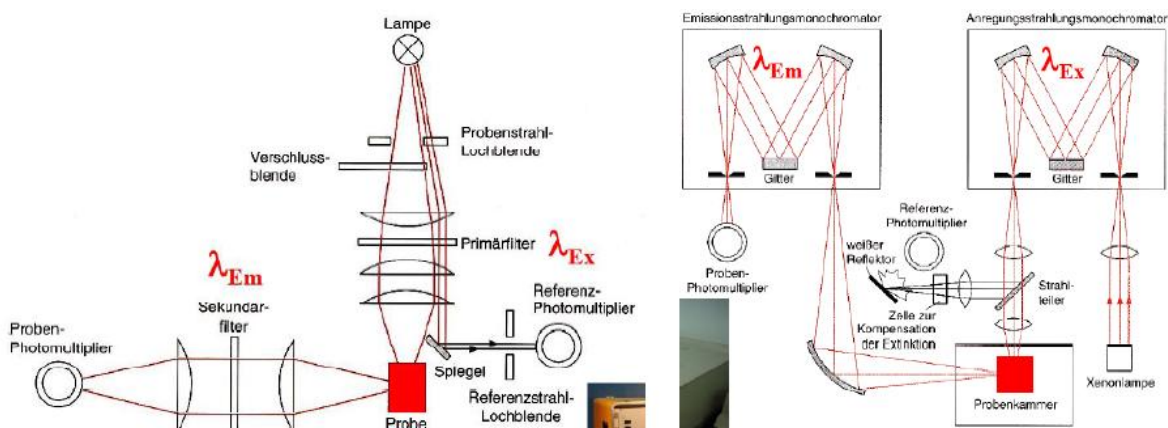 Lampe
Probenstrahl-
Lochblende
Verschluss-
blende
Primärfilter
λEx
λEm
Sekundär-
filter
Referenz-
Photomultiplier
Proben-
Photomultiplier
Spiegel
Referenzstrahl-
Lochblende
Probe
Emissionsstrahlungsmonochromator
λEm
Gitter
Anregungsstrahlungsmonochromator
λEx
Gitter
Referenz-
Photomultiplier
weißer
Reflektor
Proben-
Photomultiplier
Strahl-
teiler
Zelle zur
Kompensation
der Extinktion
Xenonlampe
Probenkammer